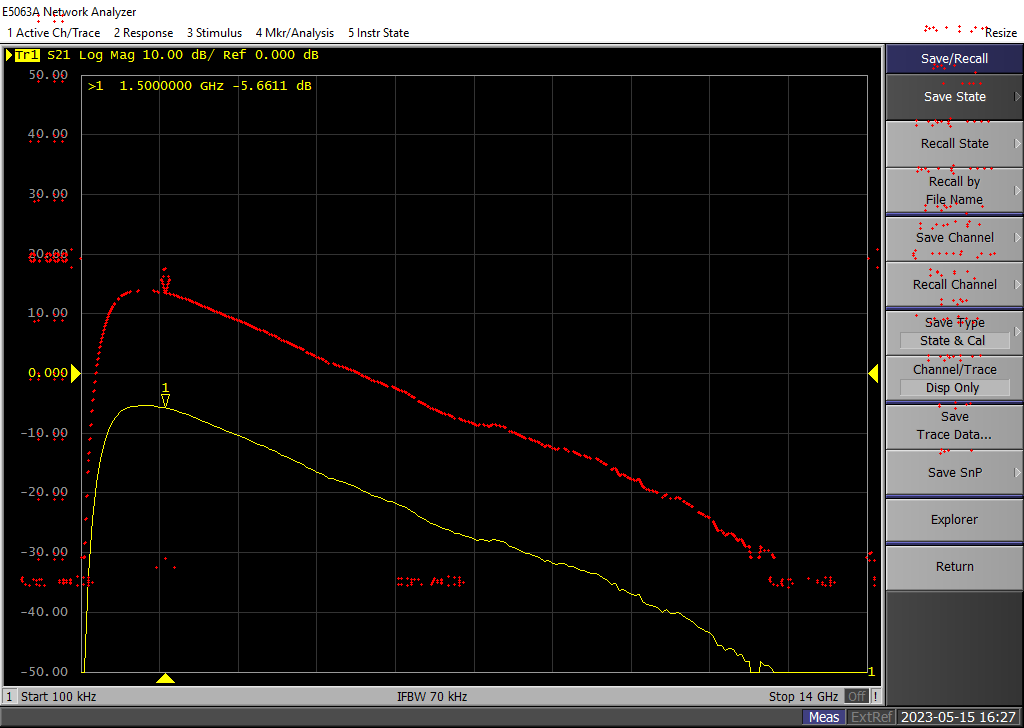 E5063A Network Analyzer
1 Active Ch/Trace 2 Response 3 Stimulus 4 Mkr/Analysis 5 Instr State
Resize
Tr1 S21 Log Mag 10.00 dB/ Ref 0.000 dB
50.00
>1 1.5000000 GHz -5.6611 dB
40.00
30.00
20.00
10.00
0.000
1
-10.00
-20.00
-30.00
-40.00
-50.00
1
1 Start 100 kHz
IFBW 70 kHz
Stop 14 GHz Off !
Save/Recall
Save State
Recall State
Recall by
File Name
Save Channel
Recall Channel
Save Type
State & Cal
Channel/Trace
Disp Only
Save
Trace Data...
Save SnP
Explorer
Return
Meas ExtRef 2023-05-15 16:27